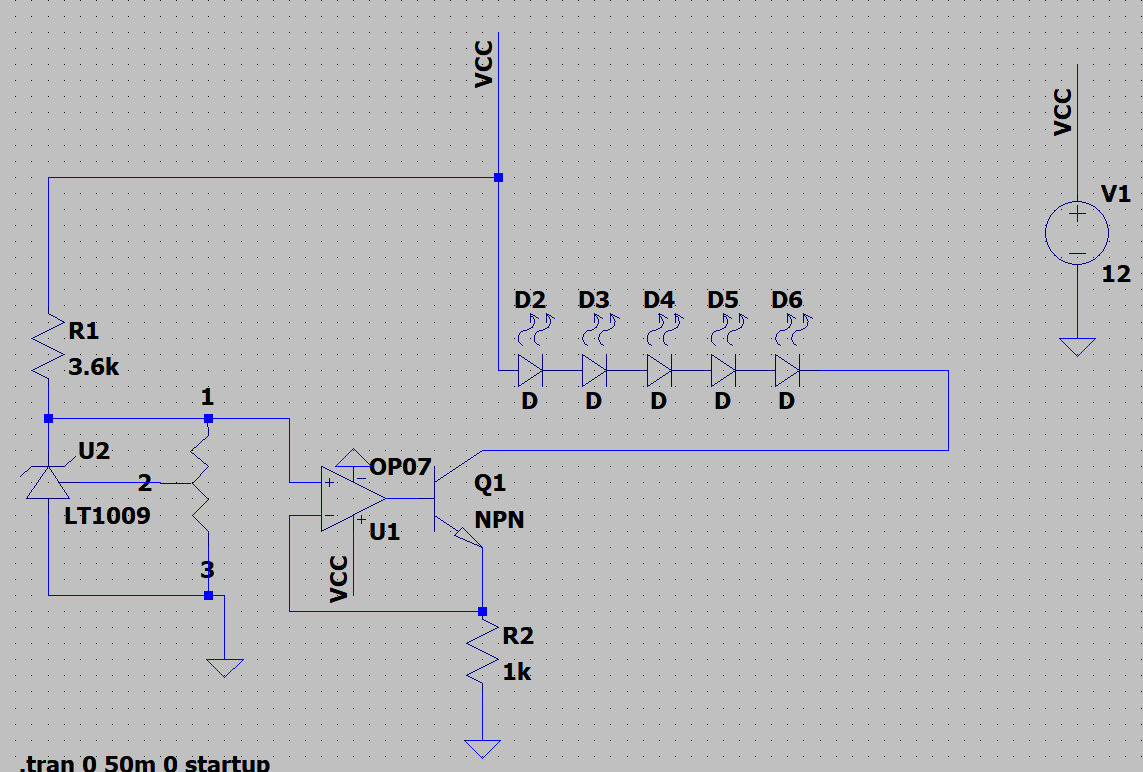 VCC
VCC
V1
12
D2 D3 D4 D5 D6
D D D D D
R1
3.6k
1
U2
2
LT1009
OP07
U1
Q1
NPN
VCC
3
R2
1k
.tran 0 50m 0 startup